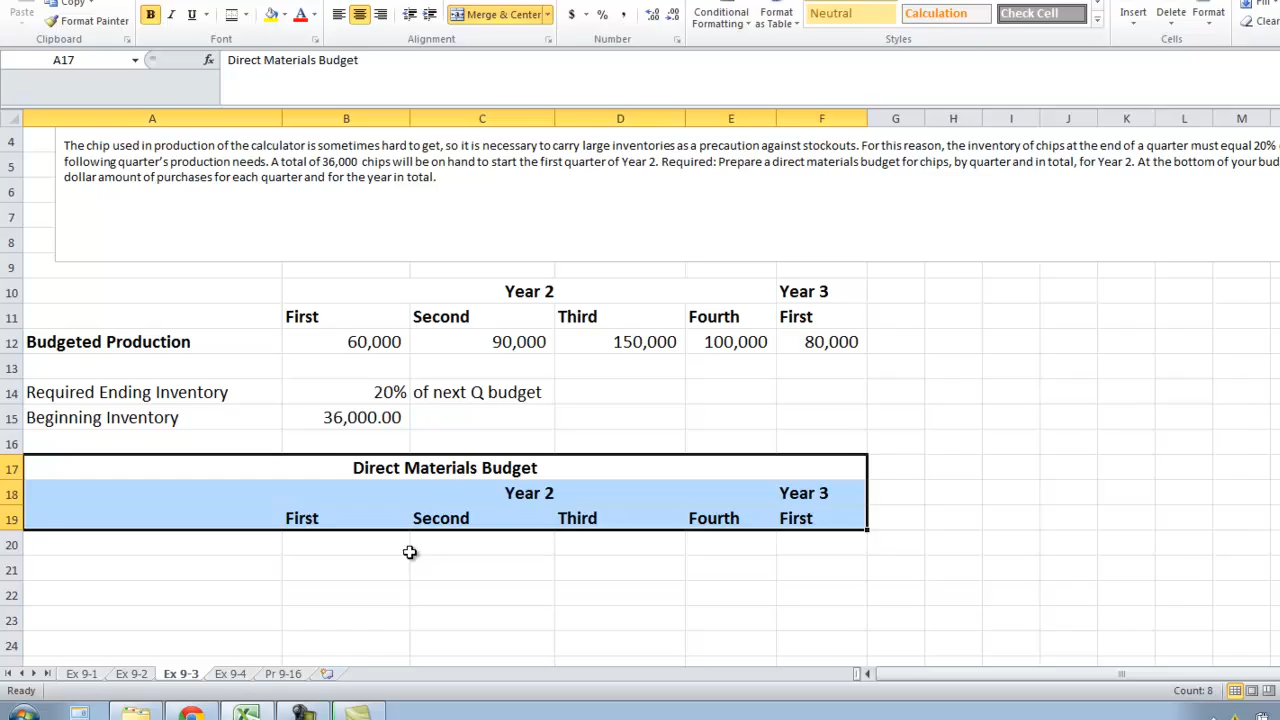 Paste Copy
Format Painter
B I U A $ % , .0 .00 .00 .0
Merge & Center
Conditional Formatting Format as Table
Neutral Calculation Check Cell
Insert Delete Format Fill
Clear
Clipboard Font Alignment Number Styles Cells
A17 fx Direct Materials Budget
A B C D E F G H I J K L M
4 The chip used in production of the calculator is sometimes hard to get, so it is necessary to carry large inventories as a precaution against stockouts. For this reason, the inventory of chips at the end of a quarter must equal 20%
5 following quarter's production needs. A total of 36,000 chips will be on hand to start the first quarter of Year 2. Required: Prepare a direct materials budget for chips, by quarter and in total, for Year 2. At the bottom of your bud
6 dollar amount of purchases for each quarter and for the year in total.
7
8
9
10 Year 2 Year 3
11 First Second Third Fourth First
12 Budgeted Production 60,000 90,000 150,000 100,000 80,000
13
14 Required Ending Inventory 20% of next Q budget
15 Beginning Inventory 36,000.00
16
17 Direct Materials Budget
18 Year 2 Year 3
19 First Second Third Fourth First
20
21
22
23
24
Ex 9-1 Ex 9-2 Ex 9-3 Ex 9-4 Pr 9-16
Ready Count: 8